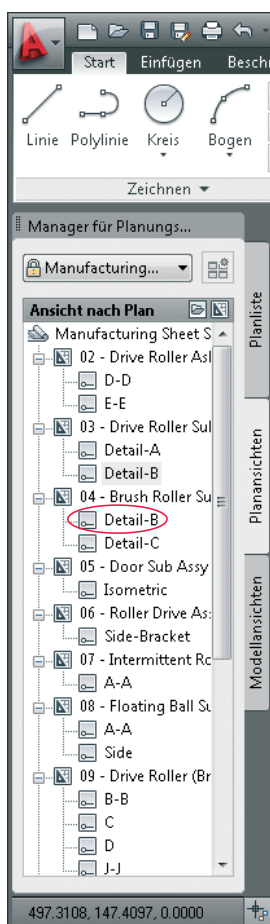 Start Einfügen Besch
Linie Polylinie Kreis Bogen
Zeichnen
Manager für Planungs...
Manufacturing...
Planliste
Ansicht nach Plan
Manufacturing Sheet S
02 - Drive Roller Asl
D-D
E-E
03 - Drive Roller Sul
Detail-A
Detail-B
Planansichten
04 - Brush Roller Su
Detail-B
Detail-C
05 - Door Sub Assy
Isometric
06 - Roller Drive As:
Side-Bracket
Modellansichten
07 - Intermittent Rc
A-A
08 - Floating Ball Su
A-A
Side
09 - Drive Roller (Br
B-B
C
D
J-J
497.3108, 147.4097, 0.0000